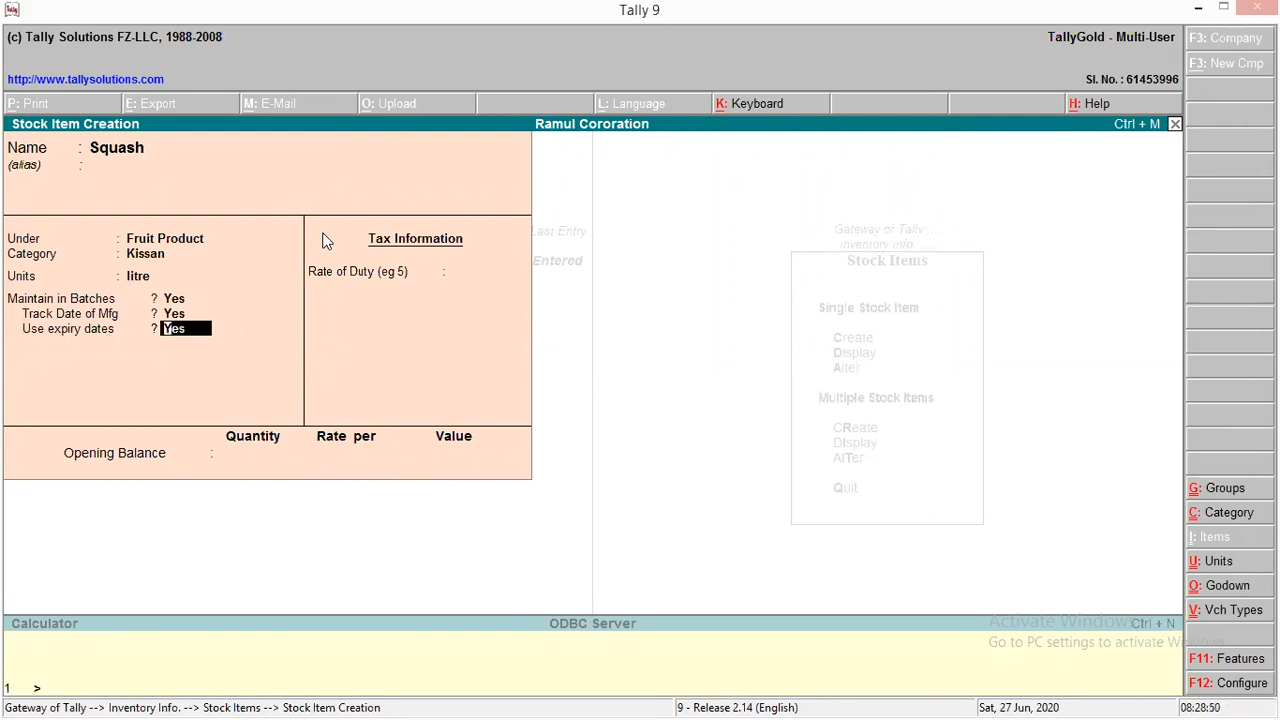 Tally 9
(c) Tally Solutions FZ-LLC, 1988-2008
TallyGold - Multi-User
http://www.tallysolutions.com
Sl. No. : 61453996
P: Print
E: Export
M: E-Mail
O: Upload
L: Language
K: Keyboard
H: Help
Stock Item Creation
Ramul Cororation
Ctrl + M
Name : Squash
(alias) :
Under : Fruit Product
Category : Kissan
Units : litre
Maintain in Batches ? Yes
Track Date of Mfg ? Yes
Use expiry dates ? Yes
Tax Information
Rate of Duty (eg 5) :
Quantity Rate per Value
Opening Balance :
Last Entry
Entered
Gateway of Tally ....
Inventory Info. .....
Stock Items
Single Stock Item
Create
Display
Alter
Multiple Stock Items
CReate
DIsplay
AlTer
Quit
F3: Company
F3: New Cmp
G: Groups
C: Category
I: Items
U: Units
O: Godown
V: Vch Types
F11: Features
F12: Configure
Calculator
ODBC Server
Ctrl + N
Activate Windows
Go to PC settings to activate Windows.
1 >
Gateway of Tally --> Inventory Info. --> Stock Items --> Stock Item Creation
9 - Release 2.14 (English)
Sat, 27 Jun, 2020
08:28:50